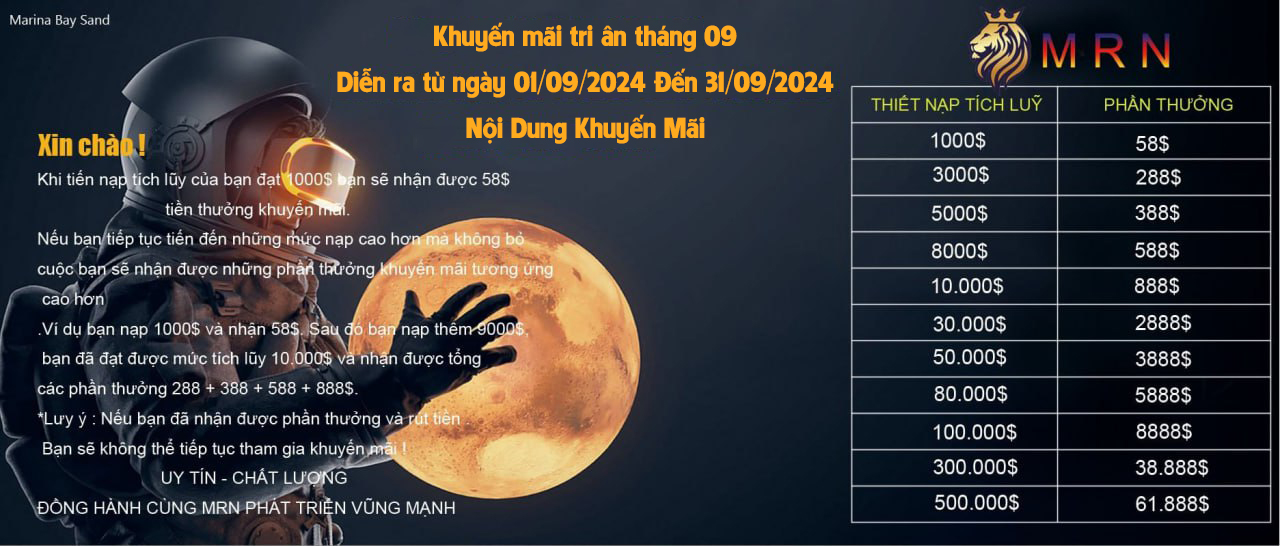 Marina Bay Sand
Khuyến mãi tri ân tháng 09
Diễn ra từ ngày 01/09/2024 Đến 31/09/2024
Nội Dung Khuyến Mãi
Xin chào !
Khi tiến nạp tích lũy của bạn đạt 1000$ bạn sẽ nhận được 58$
tiền thưởng khuyến mãi.
Nếu bạn tiếp tục tiến đến những mức nạp cao hơn mà không bỏ
cuộc bạn sẽ nhận được những phần thưởng khuyến mãi tương ứng
cao hơn
.Ví dụ bạn nạp 1000$ và nhận 58$. Sau đó bạn nạp thêm 9000$,
bạn đã đạt được mức tích lũy 10.000$ và nhận được tổng
các phần thưởng 288 + 388 + 588 + 888$.
*Lưy ý : Nếu bạn đã nhận được phần thưởng và rút tiền .
Bạn sẽ không thể tiếp tục tham gia khuyến mãi !
UY TÍN - CHẤT LƯỢNG
ĐỒNG HÀNH CÙNG MRN PHÁT TRIỂN VŨNG MẠNH
MRN
THIẾT NẠP TÍCH LUỸ PHẦN THƯỞNG
1000$ 58$
3000$ 288$
5000$ 388$
8000$ 588$
10.000$ 888$
30.000$ 2888$
50.000$ 3888$
80.000$ 5888$
100.000$ 8888$
300.000$ 38.888$
500.000$ 61.888$